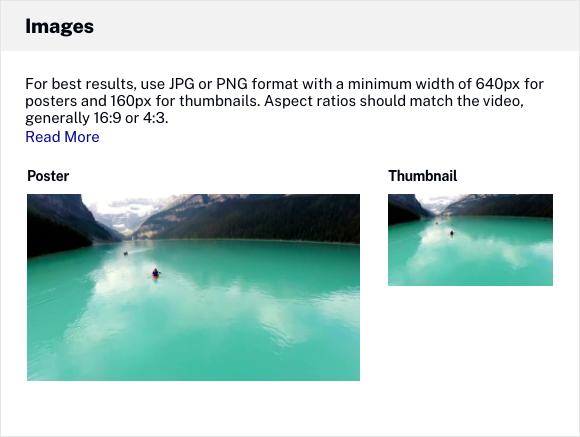 Images
For best results, use JPG or PNG format with a minimum width of 640px for
posters and 160px for thumbnails. Aspect ratios should match the video,
generally 16:9 or 4:3.
Read More
Poster
Thumbnail